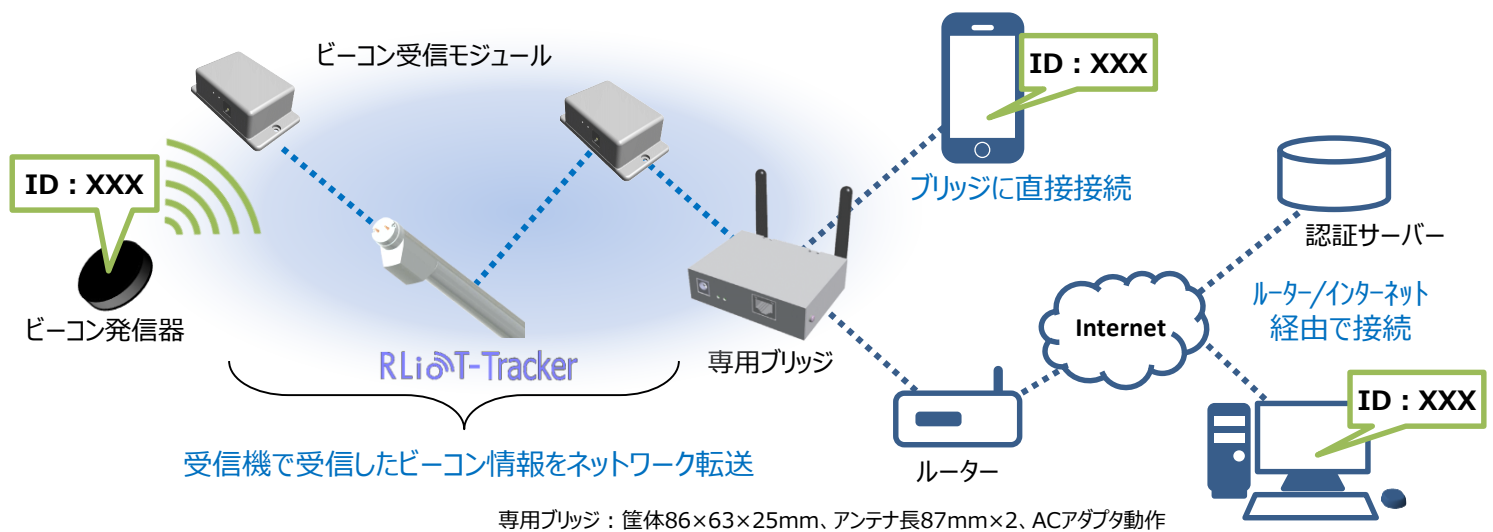 ビーコン受信モジュール
ID：XXX
ID：XXX
ブリッジに直接接続
認証サーバー
ビーコン発信器
RLioT-Tracker
専用ブリッジ
Internet
ルーター/インターネット
経由で接続
ID：XXX
受信機で受信したビーコン情報をネットワーク転送
ルーター
専用ブリッジ：筐体86×63×25mm、アンテナ長87mm×2、ACアダプタ動作